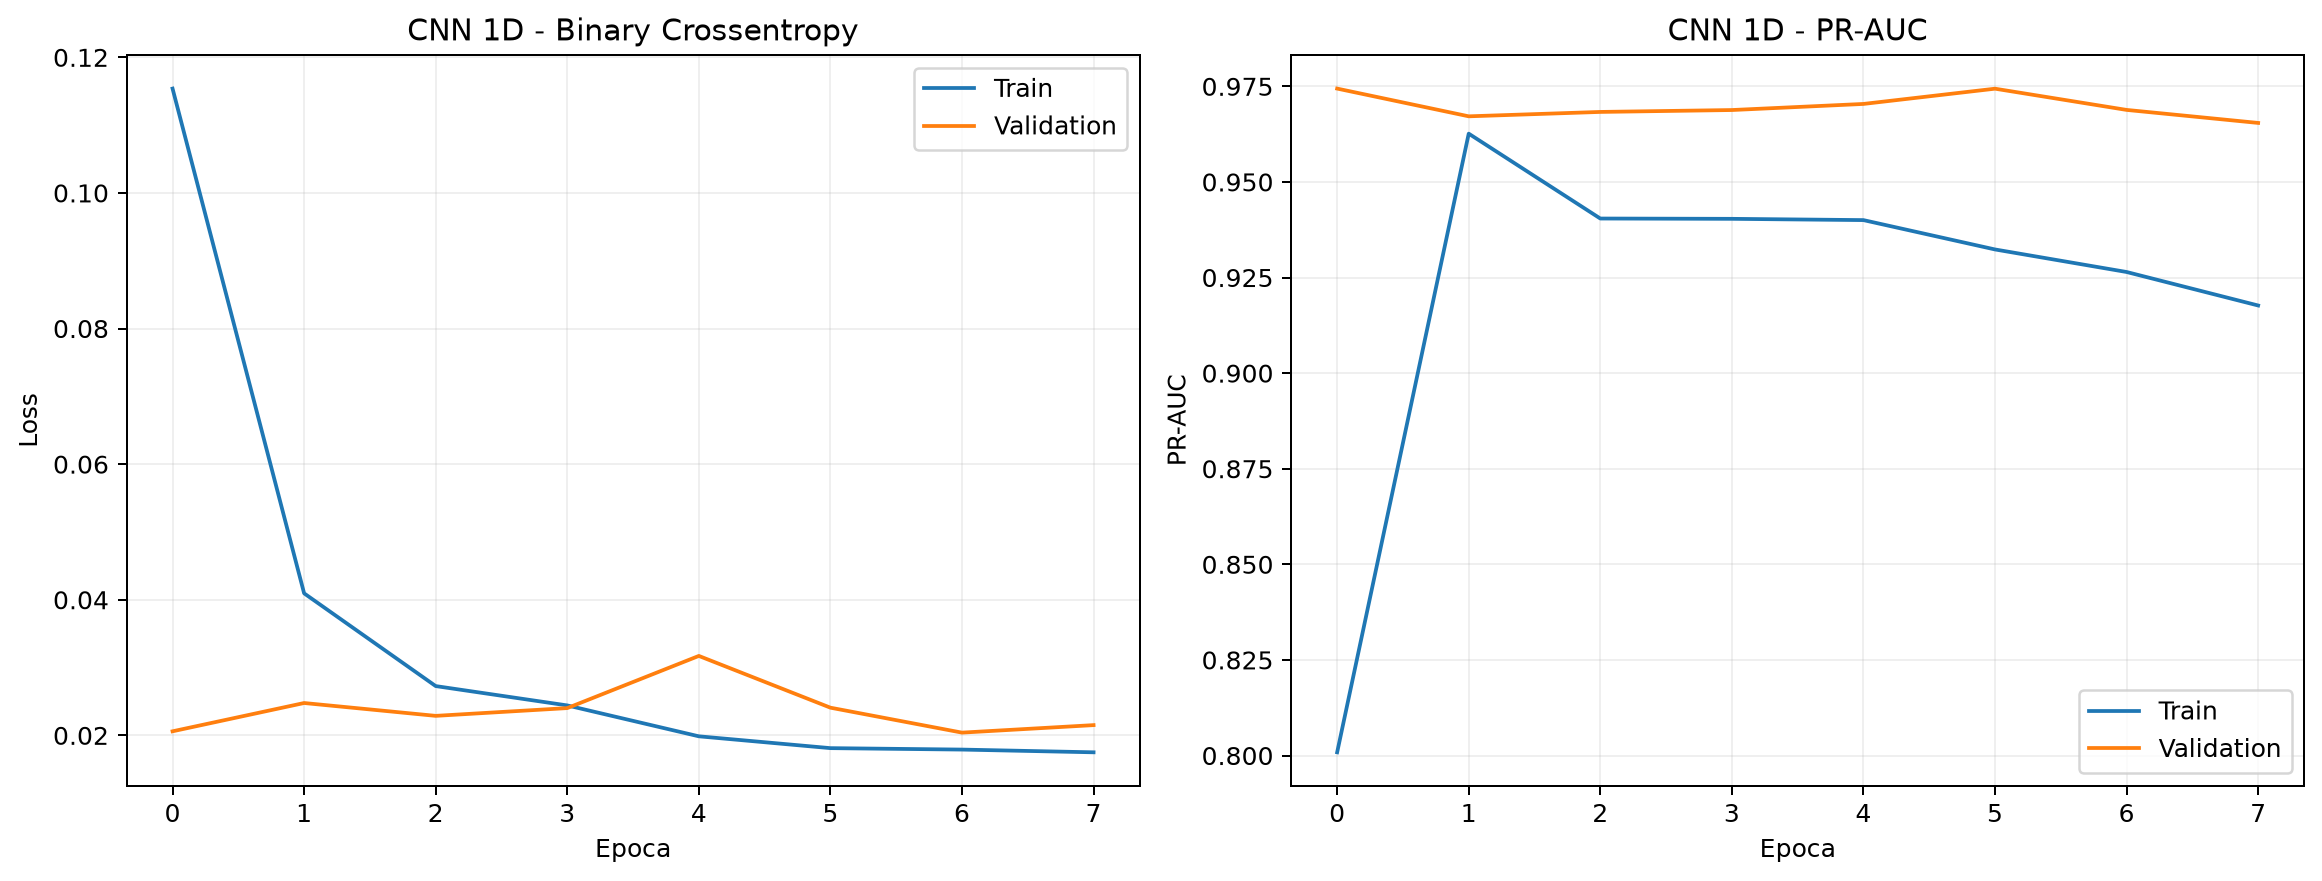 CNN 1D - Binary Crossentropy
0.12
0.10
0.08
0.06
0.04
0.02
Loss
Train
Validation
0 1 2 3 4 5 6 7
Epoca
CNN 1D - PR-AUC
0.975
0.950
0.925
0.900
0.875
0.850
0.825
0.800
PR-AUC
Train
Validation
0 1 2 3 4 5 6 7
Epoca